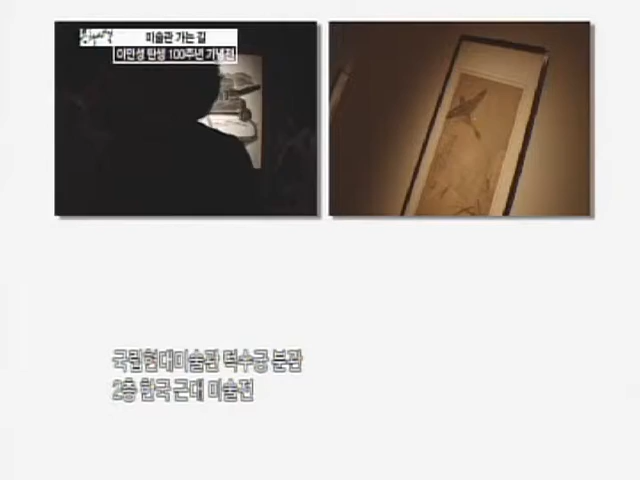 미술관 가는 길
이인성 탄생 100주년 기념전
국립현대미술관 덕수궁 분관
2층 한국 근대 미술전